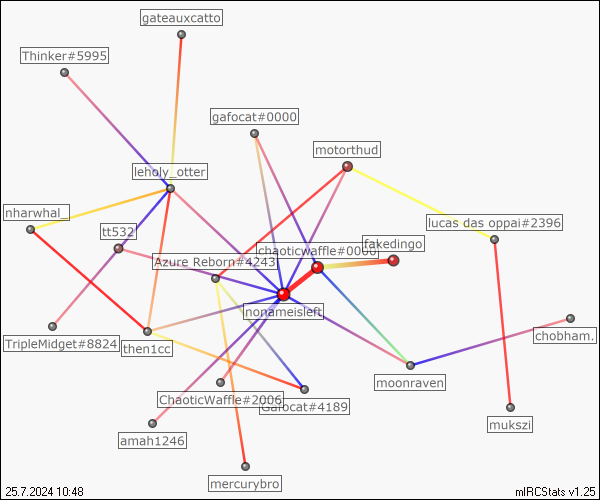 gateauxcatto
Thinker#5995
gafocat#0000
motorthud
leholy_otter
nharwhal_
lucas das oppai#2396
tt532
chaoticwaffle#0000
fakedingo
Azure Reborn#4243
nonameisleft
chobham.
TripleMidget#8824
then1cc
moonraven
ChaoticWaffle#2006
Gafocat#4189
mukszi
amah1246
mercurybro
25.7.2024 10:48
mIRCStats v1.25